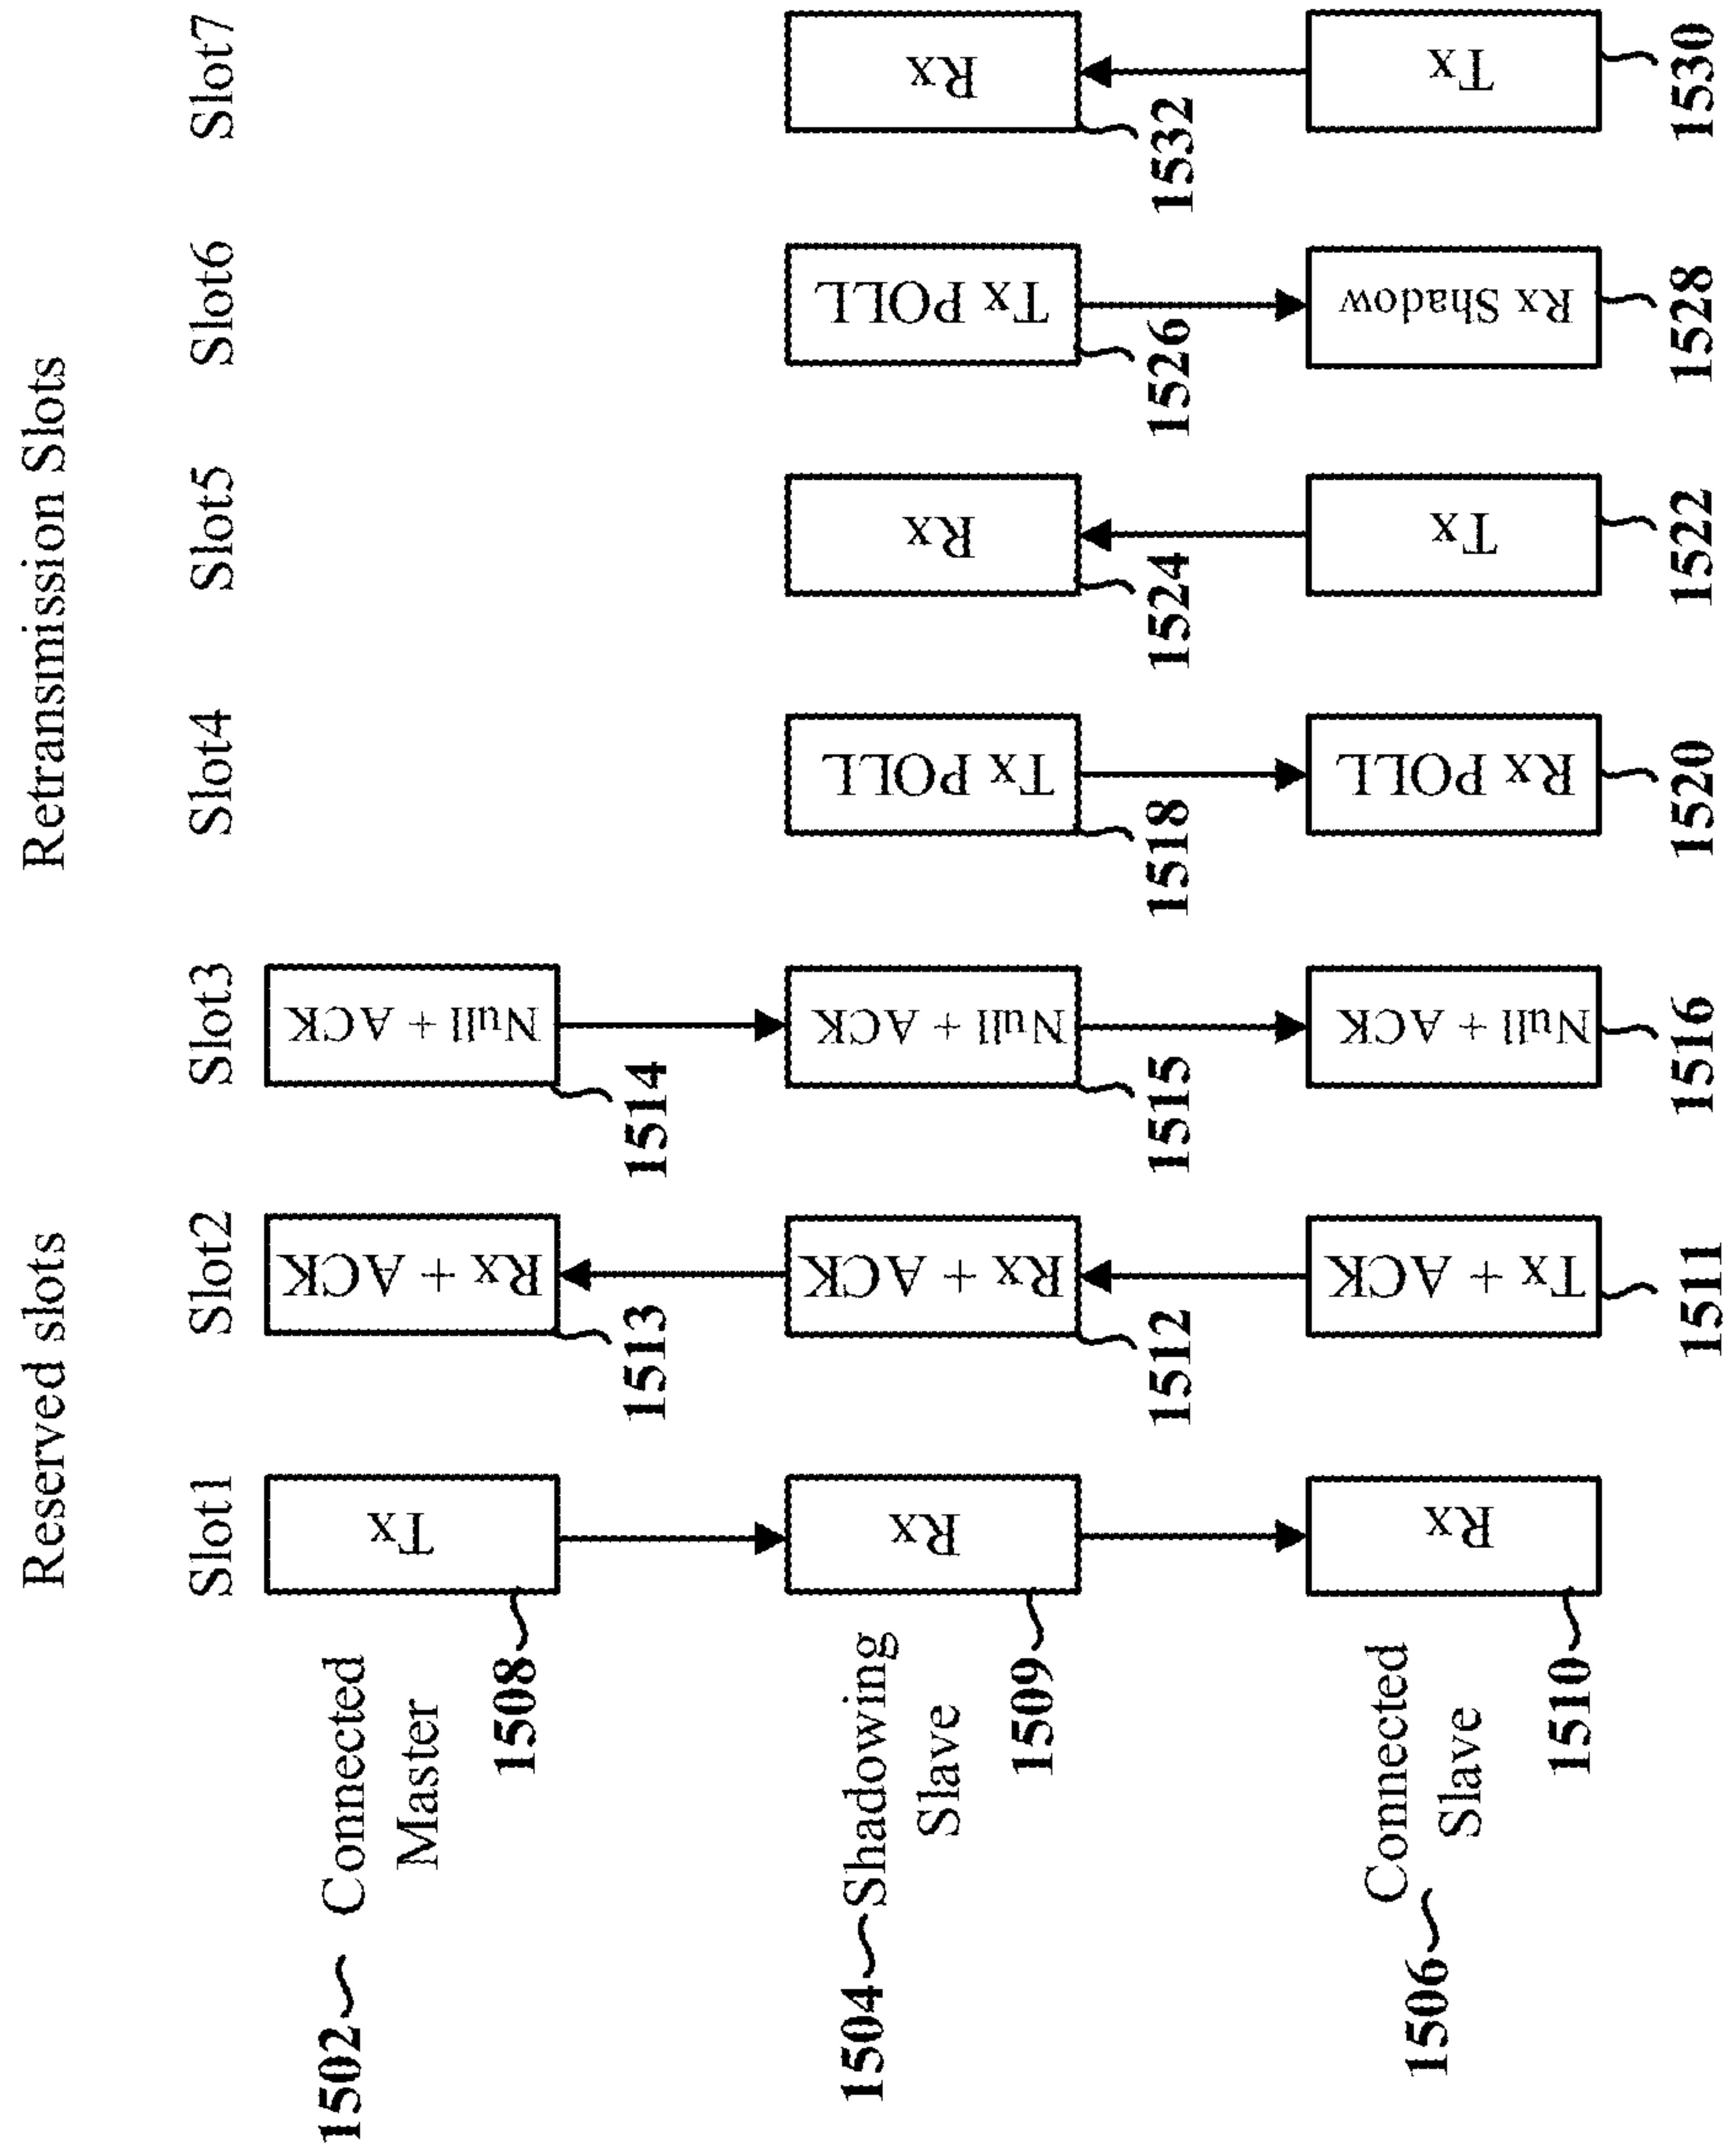 Reserved slots
Retransmission Slots
Slot1
Slot2
Slot3
Slot4
Slot5
Slot6
Slot7
1502
Connected
Master
Tx
1508
Rx + ACK
1513
Null + ACK
1514
1504
Shadowing
Slave
Rx
1509
Rx + ACK
1512
Null + ACK
1515
Tx POLL
1518
Rx
1524
Tx POLL
1526
Rx
1532
1506
Connected
Slave
Rx
1510
Tx + ACK
1511
Null + ACK
1516
Rx POLL
1520
Tx
1522
Rx Shadow
1528
Tx
1530